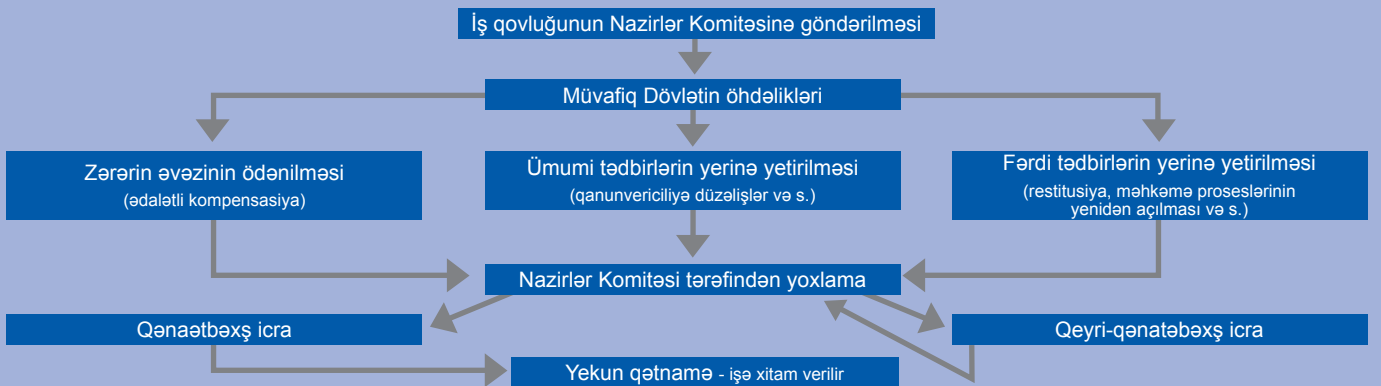 İş qovluğunun Nazirlər Komitəsinə göndərilməsi
Müvafiq Dövlətin öhdəlikləri
Zərərin əvəzinin ödənilməsi
(ədalətli kompensasiya)
Ümumi tədbirlərin yerinə yetirilməsi
(qanunvericiliyə düzəlişlər və s.)
Fərdi tədbirlərin yerinə yetirilməsi
(restitusiya, məhkəmə proseslərinin
yenidən açılması və s.)
Nazirlər Komitəsi tərəfindən yoxlama
Qənaətbəxş icra
Qeyri-qənatəbəxş icra
Yekun qətnamə - işə xitam verilir